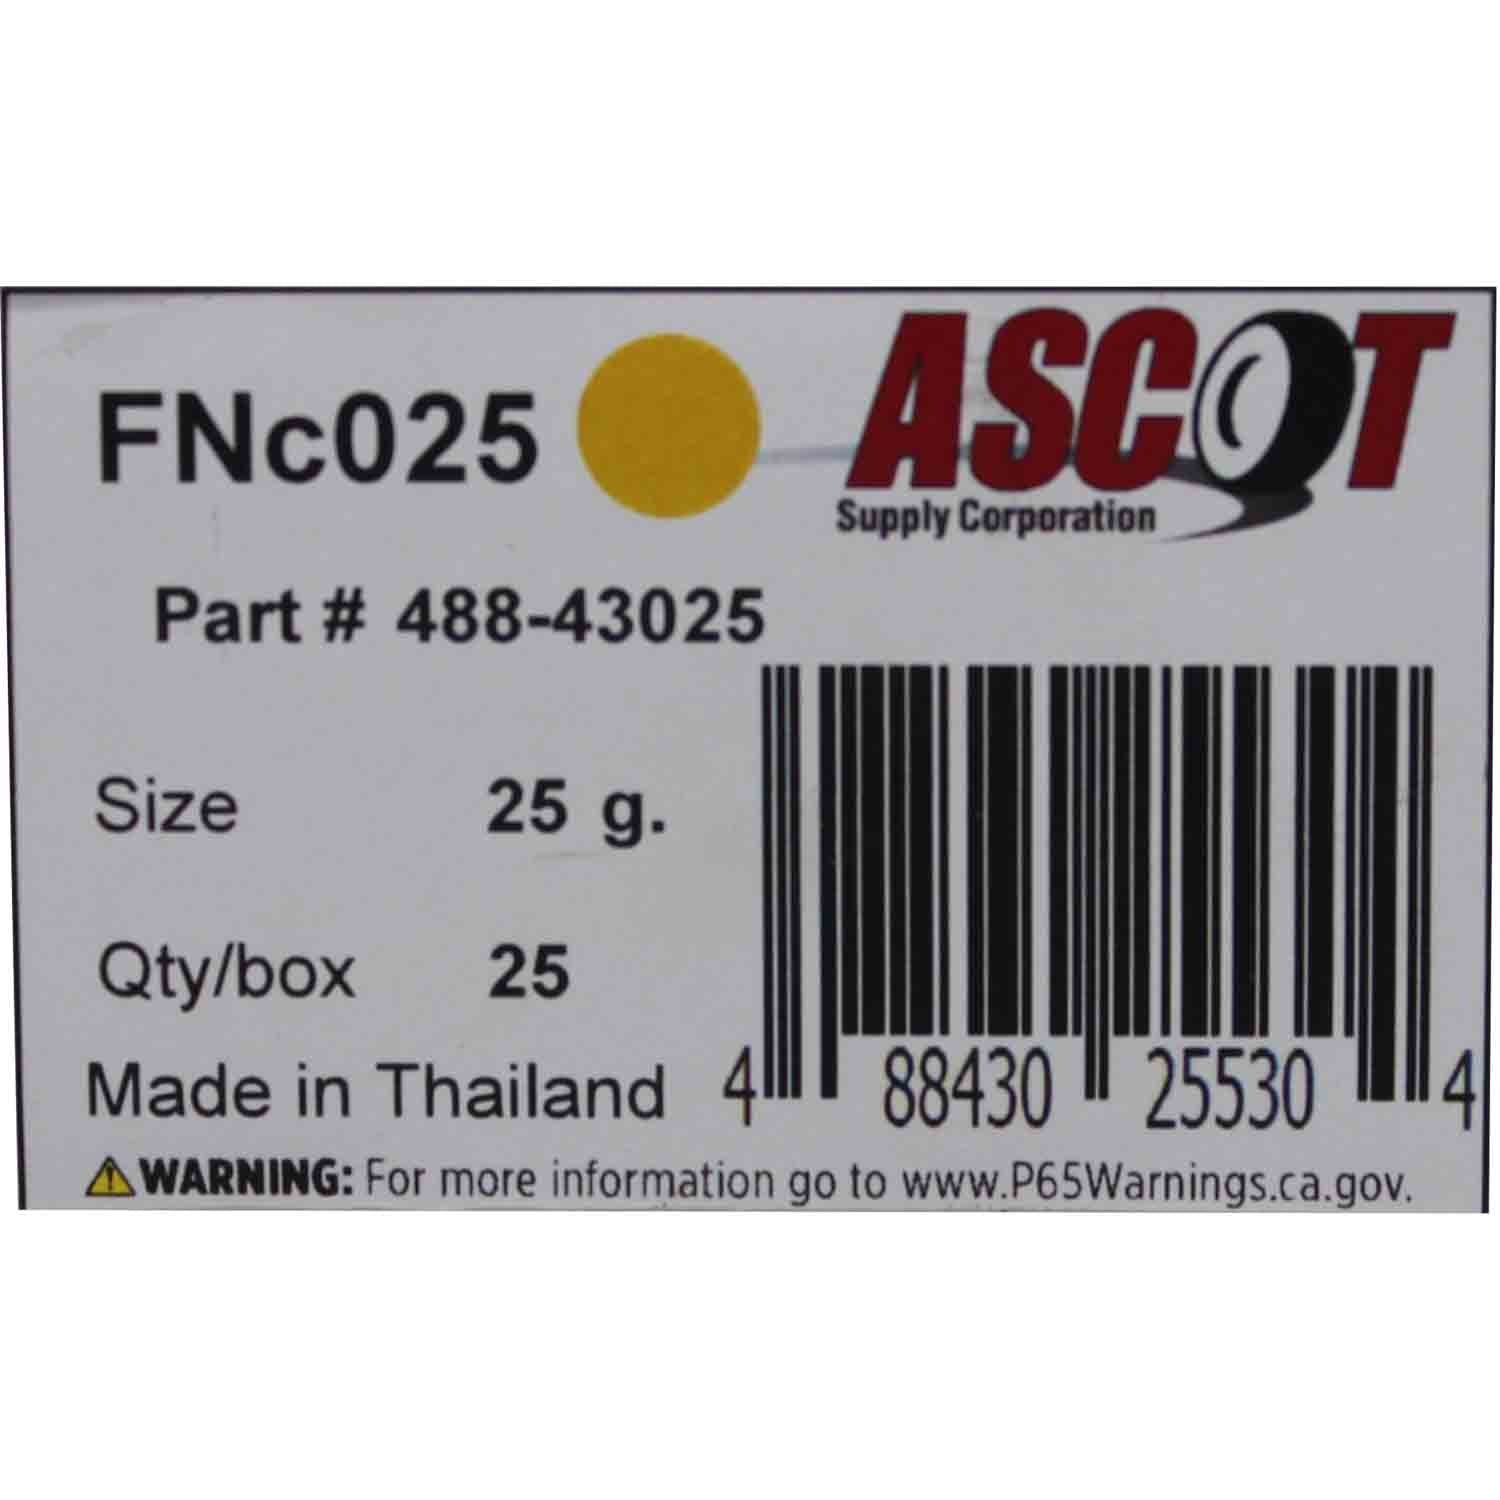 FNc025
ASCOT
Supply Corporation
Part # 488-43025
Size 25 g.
Qty/box 25
Made in Thailand
4 88430 25530 4
WARNING: For more information go to www.P65Warnings.ca.gov.